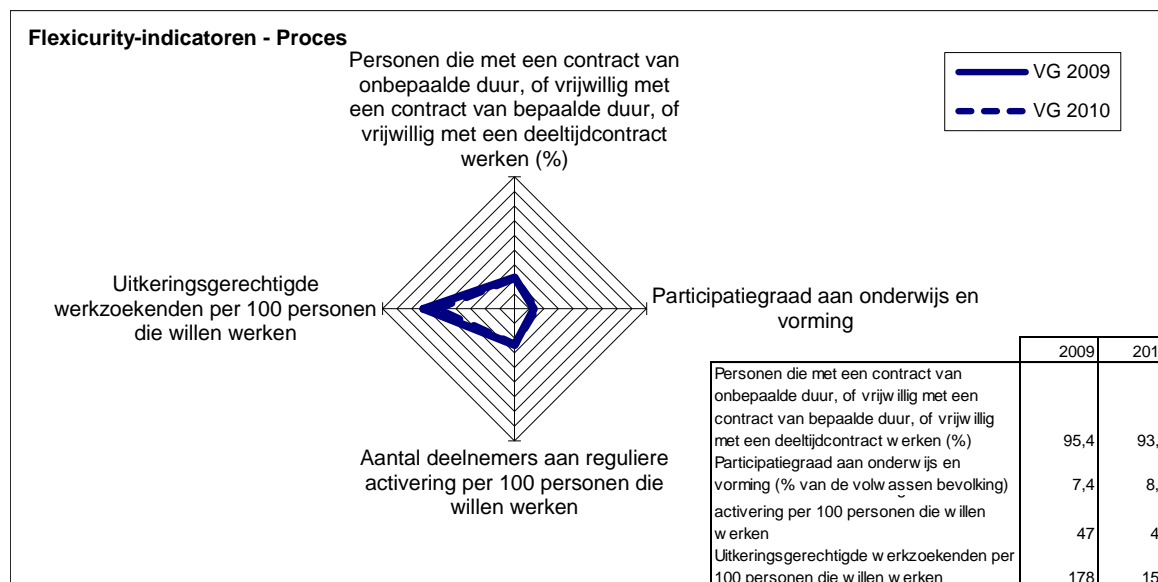 Flexicurity-indicatoren - Proces
Personen die met een contract van
onbepaalde duur, of vrijwillig met
een contract van bepaalde duur, of
vrijwillig met een deeltijdcontract
werken (%)
VG 2009
VG 2010
Uitkeringsgerechtigde
werkzoekenden per 100 personen
die willen werken
Participatiegraad aan onderwijs en
vorming
Aantal deelnemers aan reguliere
activering per 100 personen die
willen werken
2009 201
Personen die met een contract van
onbepaalde duur, of vrijwillig met een
contract van bepaalde duur, of vrijwillig
met een deeltijdcontract werken (%) 95,4 93,
Participatiegraad aan onderwijs en
vorming (% van de volwassen bevolking) 7,4 8,
activering per 100 personen die willen
werken 47 4
Uitkeringsgerechtigde werkzoekenden per
100 personen die willen werken 178 15